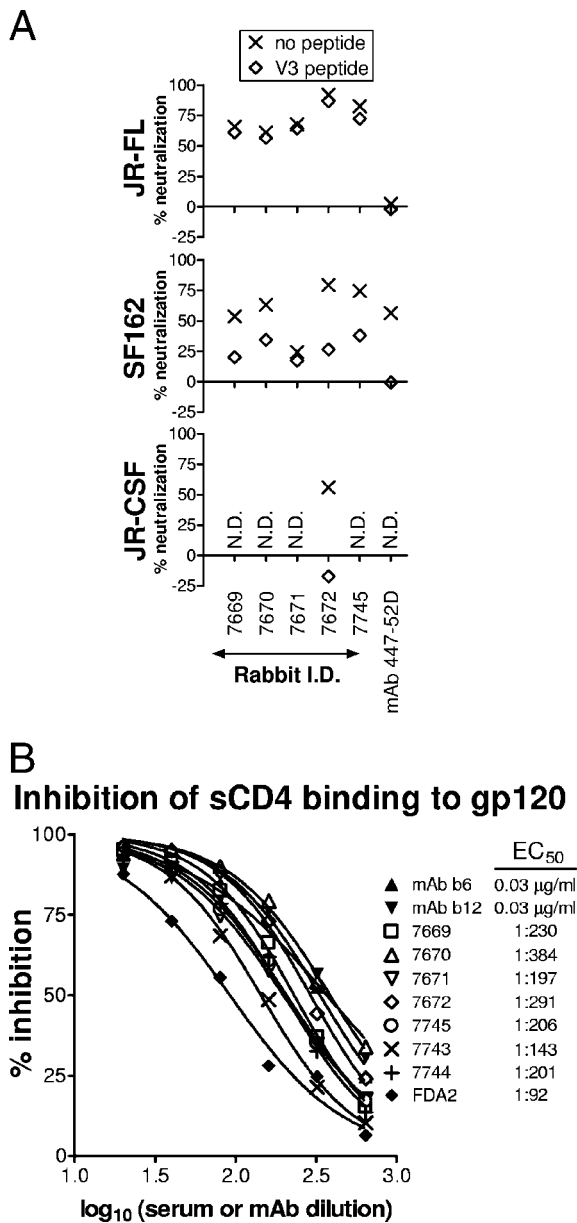 A
no peptide
V3 peptide
JR-FL
% neutralization
100
75
50
25
0
-25
SF162
% neutralization
100
75
50
25
0
-25
JR-CSF
% neutralization
100
75
50
25
0
-25
N.D.
N.D.
N.D.
N.D.
N.D.
7669
7670
7671
7672
7745
mAb 447-52D
Rabbit I.D.
B
Inhibition of sCD4 binding to gp120
% inhibition
100
75
50
25
0
1.0
1.5
2.0
2.5
3.0
log₁₀ (serum or mAb dilution)
EC₅₀
mAb b6 0.03 µg/ml
mAb b12 0.03 µg/ml
7669 1:230
7670 1:384
7671 1:197
7672 1:291
7745 1:206
7743 1:143
7744 1:201
FDA2 1:92